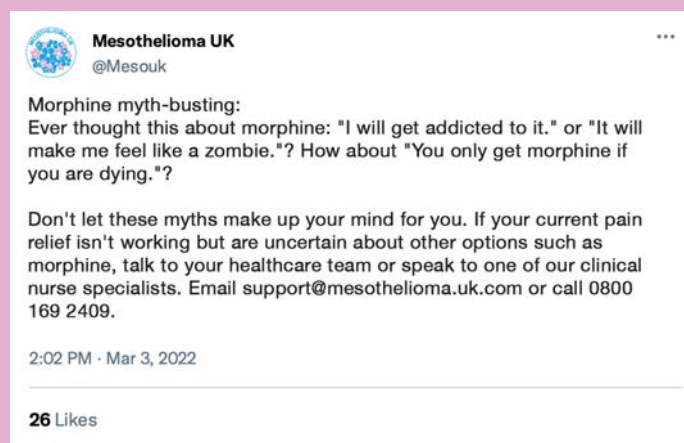 Mesothelioma UK
@Mesouk
Morphine myth-busting:
Ever thought this about morphine: "I will get addicted to it." or "It will
make me feel like a zombie."? How about "You only get morphine if
you are dying."?
Don't let these myths make up your mind for you. If your current pain
relief isn't working but are uncertain about other options such as
morphine, talk to your healthcare team or speak to one of our clinical
nurse specialists. Email support@mesothelioma.uk.com or call 0800
169 2409.
2:02 PM · Mar 3, 2022
26 Likes